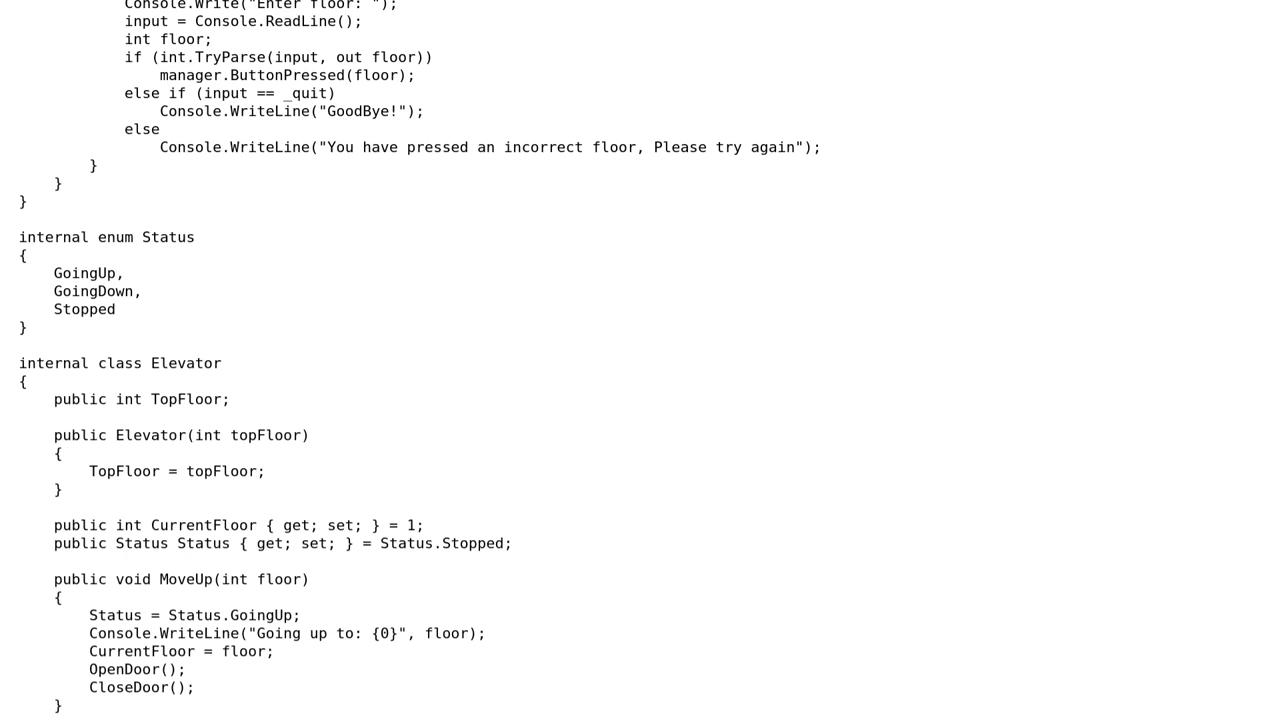 Console.Write("Enter floor: ");
input = Console.ReadLine();
int floor;
if (int.TryParse(input, out floor))
manager.ButtonPressed(floor);
else if (input == _quit)
Console.WriteLine("GoodBye!");
else
Console.WriteLine("You have pressed an incorrect floor, Please try again");
}
}
}
internal enum Status
{
GoingUp,
GoingDown,
Stopped
}
internal class Elevator
{
public int TopFloor;
public Elevator(int topFloor)
{
TopFloor = topFloor;
}
public int CurrentFloor { get; set; } = 1;
public Status Status { get; set; } = Status.Stopped;
public void MoveUp(int floor)
{
Status = Status.GoingUp;
Console.WriteLine("Going up to: {0}", floor);
CurrentFloor = floor;
OpenDoor();
CloseDoor();
}